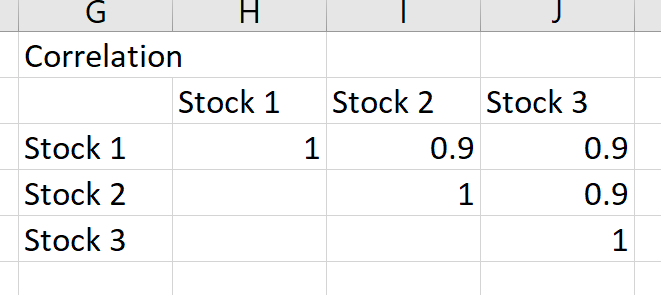 G H I J
Correlation
Stock 1 Stock 2 Stock 3
Stock 1 1 0.9 0.9
Stock 2 1 0.9
Stock 3 1